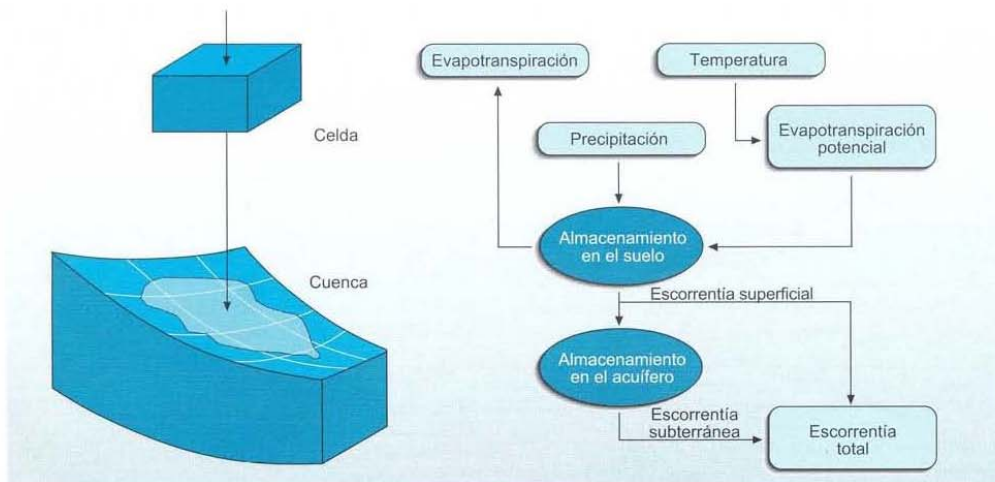 Celda
Cuenca
Evapotranspiración
Temperatura
Precipitación
Evapotranspiración
potencial
Almacenamiento
en el suelo
Escorrentía superficial
Almacenamiento
en el acuífero
Escorrentía
subterránea
Escorrentía
total